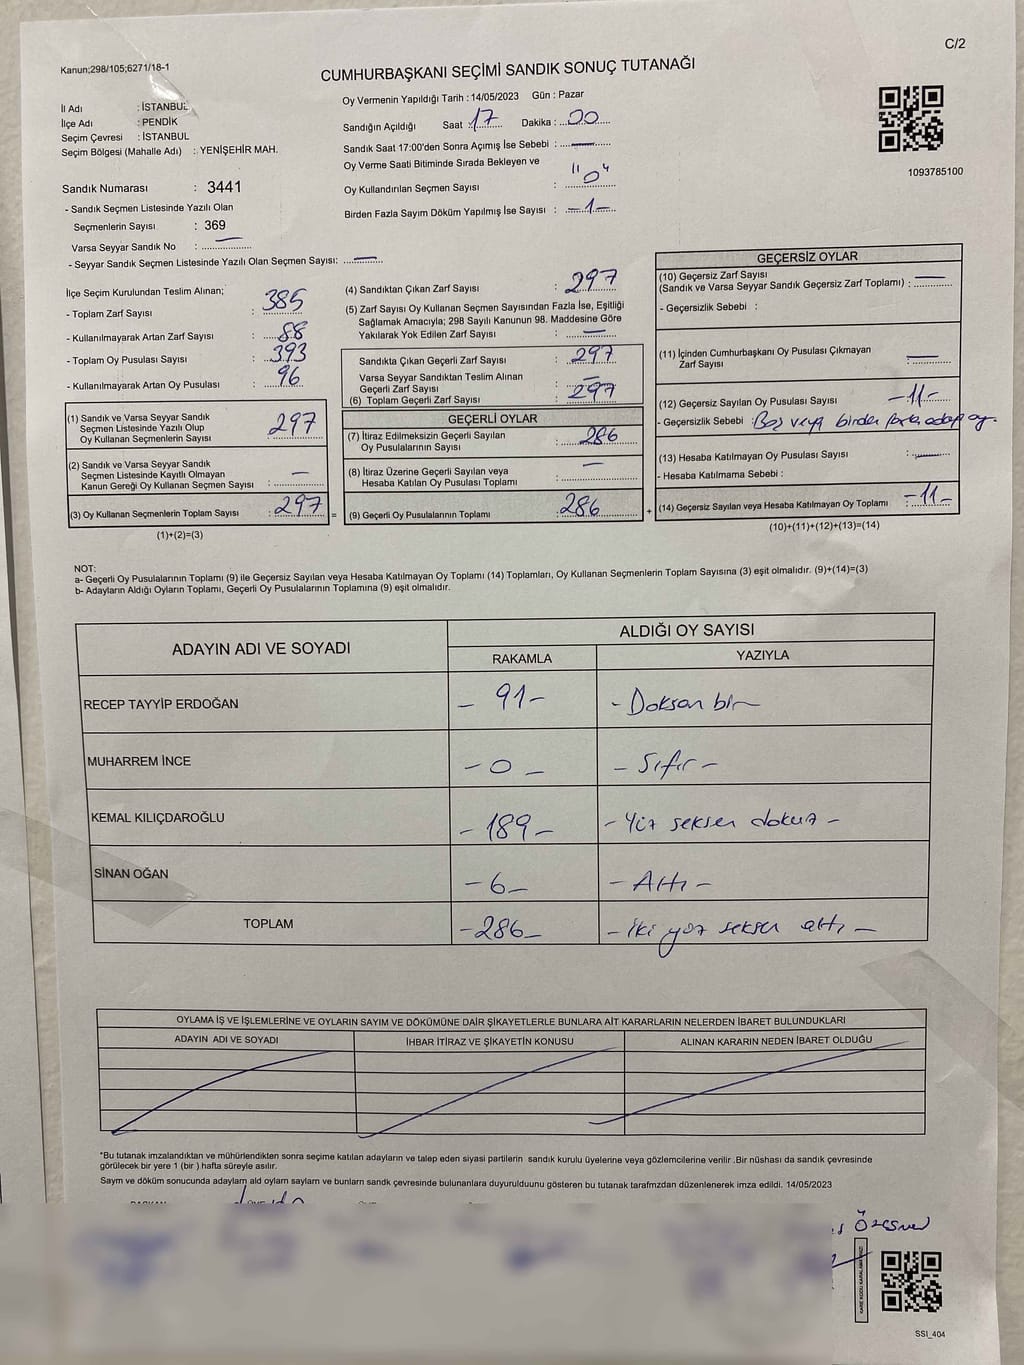 C/2
Kanun;298/105;6271/18-1
CUMHURBAŞKANI SEÇİMİ SANDIK SONUÇ TUTANAĞI
İl Adı : İSTANBUL
İlçe Adı : PENDİK
Seçim Çevresi : İSTANBUL
Seçim Bölgesi (Mahalle Adı) : YENİŞEHİR MAH.
Sandık Numarası : 3441
- Sandık Seçmen Listesinde Yazılı Olan
Seçmenlerin Sayısı : 369
Varsa Seyyar Sandık No : —
- Seyyar Sandık Seçmen Listesinde Yazılı Olan Seçmen Sayısı: —
Oy Vermenin Yapıldığı Tarih : 14/05/2023 Gün : Pazar
Sandığın Açıldığı Saat : 17 Dakika : 00
Sandık Saat 17:00'den Sonra Açımış İse Sebebi : —
Oy Verme Saati Bitiminde Sırada Bekleyen ve
Oy Kullandırılan Seçmen Sayısı : "0"
Birden Fazla Sayım Döküm Yapılmış İse Sayısı : -1-
1093785100
İlçe Seçim Kurulundan Teslim Alınan;
- Toplam Zarf Sayısı : 385
- Kullanılmayarak Artan Zarf Sayısı : 88
- Toplam Oy Pusulası Sayısı : 393
- Kullanılmayarak Artan Oy Pusulası : 96
(1) Sandık ve Varsa Seyyar Sandık
Seçmen Listesinde Yazılı Olup
Oy Kullanan Seçmenlerin Sayısı : 297
(2) Sandık ve Varsa Seyyar Sandık
Seçmen Listesinde Kayıtlı Olmayan
Kanun Gereği Oy Kullanan Seçmen Sayısı : —
(3) Oy Kullanan Seçmenlerin Toplam Sayısı : 297 =
(1)+(2)=(3)
(4) Sandıktan Çıkan Zarf Sayısı : 297
(5) Zarf Sayısı Oy Kullanan Seçmen Sayısından Fazla İse, Eşitliği
Sağlamak Amacıyla; 298 Sayılı Kanunun 98. Maddesine Göre
Yakılarak Yok Edilen Zarf Sayısı : —
Sandıkta Çıkan Geçerli Zarf Sayısı : 297
Varsa Seyyar Sandıktan Teslim Alınan
Geçerli Zarf Sayısı : —
(6) Toplam Geçerli Zarf Sayısı : 297
GEÇERLİ OYLAR
(7) İtiraz Edilmeksizin Geçerli Sayılan
Oy Pusulalarının Sayısı : 286
(8) İtiraz Üzerine Geçerli Sayılan veya
Hesaba Katılan Oy Pusulası Toplamı : —
(9) Geçerli Oy Pusulalarının Toplamı : 286 +
GEÇERSİZ OYLAR
(10) Geçersiz Zarf Sayısı
(Sandık ve Varsa Seyyar Sandık Geçersiz Zarf Toplamı) : —
- Geçersizlik Sebebi :
(11) İçinden Cumhurbaşkanı Oy Pusulası Çıkmayan
Zarf Sayısı : —
(12) Geçersiz Sayılan Oy Pusulası Sayısı -11-
- Geçersizlik Sebebi : Boş veya birden fazla aday oy.
(13) Hesaba Katılmayan Oy Pusulası Sayısı : —
- Hesaba Katılmama Sebebi :
(14) Geçersiz Sayılan veya Hesaba Katılmayan Oy Toplamı : -11-
(10)+(11)+(12)+(13)=(14)
NOT:
a- Geçerli Oy Pusulalarının Toplamı (9) ile Geçersiz Sayılan veya Hesaba Katılmayan Oy Toplamı (14) Toplamları, Oy Kullanan Seçmenlerin Toplam Sayısına (3) eşit olmalıdır. (9)+(14)=(3)
b- Adayların Aldığı Oyların Toplamı, Geçerli Oy Pusulalarının Toplamına (9) eşit olmalıdır.
ADAYIN ADI VE SOYADI ALDIĞI OY SAYISI
RAKAMLA YAZIYLA
RECEP TAYYİP ERDOĞAN - 91 - - Doksan bir
MUHARREM İNCE - 0 - - Sıfır -
KEMAL KILIÇDAROĞLU - 189 - - Yüz seksen dokuz -
SİNAN OĞAN - 6 - - Altı -
TOPLAM - 286 - - İki yüz seksen altı -
OYLAMA İŞ VE İŞLEMLERİNE VE OYLARIN SAYIM VE DÖKÜMÜNE DAİR ŞİKAYETLERLE BUNLARA AİT KARARLARIN NELERDEN İBARET BULUNDUKLARI
ADAYIN ADI VE SOYADI İHBAR İTİRAZ VE ŞİKAYETİN KONUSU ALINAN KARARIN NEDEN İBARET OLDUĞU
*Bu tutanak imzalandıktan ve mühürlendikten sonra seçime katılan adayların ve talep eden siyasi partilerin sandık kurulu üyelerine veya gözlemcilerine verilir .Bir nüshası da sandık çevresinde
görülecek bir yere 1 (bir ) hafta süreyle asılır.
Sayım ve döküm sonucunda adayların ald oyların sayları ve bunların sandk çevresinde bulunanlara duyurulduunu gösteren bu tutanak tarafmzdan düzenlenerek imza edildi. 14/05/2023
SSI_404